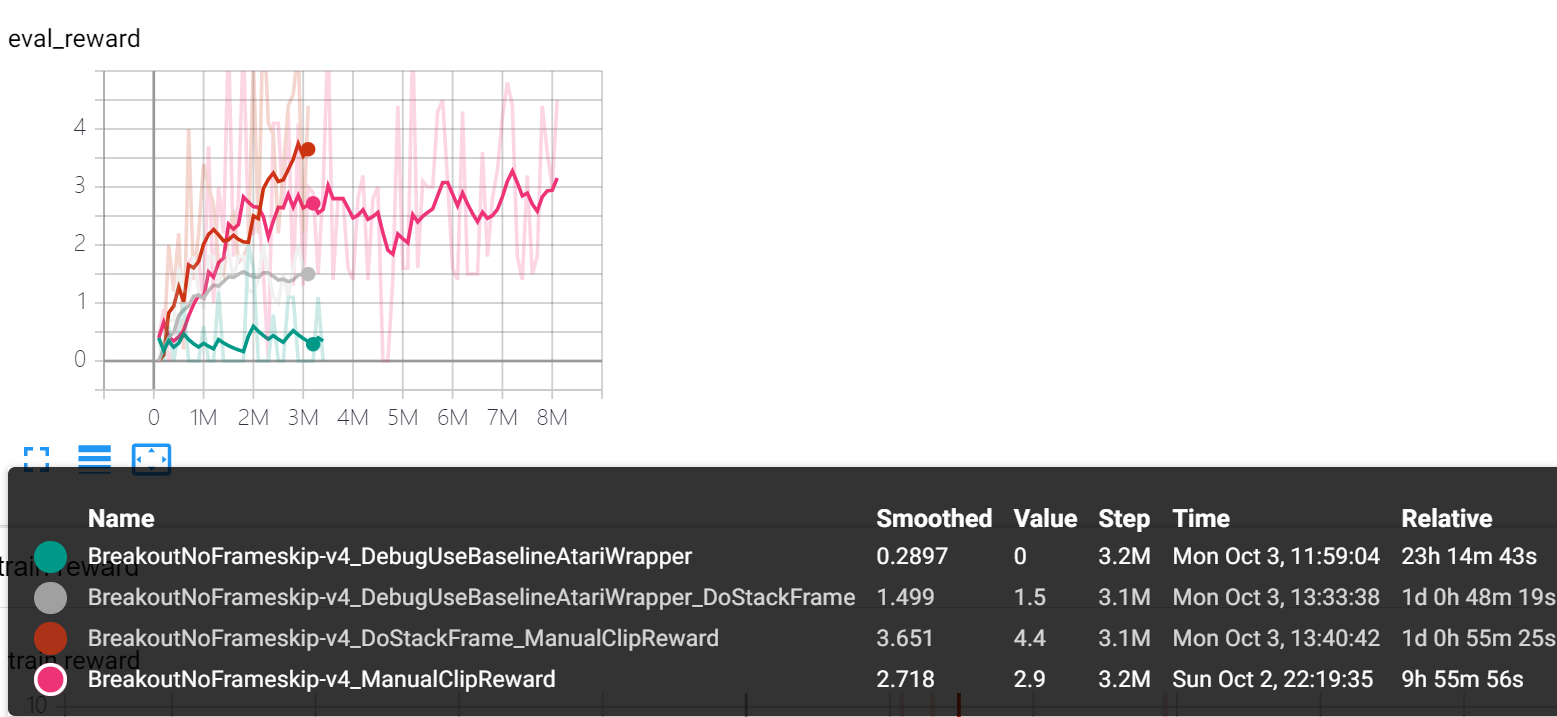 eval_reward
4
3
2
1
0
0 1M 2M 3M 4M 5M 6M 7M 8M
Name Smoothed Value Step Time Relative
BreakoutNoFrameskip-v4_DebugUseBaselineAtariWrapper 0.2897 0 3.2M Mon Oct 3, 11:59:04 23h 14m 43s
train_reward
BreakoutNoFrameskip-v4_DebugUseBaselineAtariWrapper_DoStackFrame 1.499 1.5 3.1M Mon Oct 3, 13:33:38 1d 0h 48m 19s
BreakoutNoFrameskip-v4_DoStackFrame_ManualClipReward 3.651 4.4 3.1M Mon Oct 3, 13:40:42 1d 0h 55m 25s
train_reward
BreakoutNoFrameskip-v4_ManualClipReward 2.718 2.9 3.2M Sun Oct 2, 22:19:35 9h 55m 56s
10